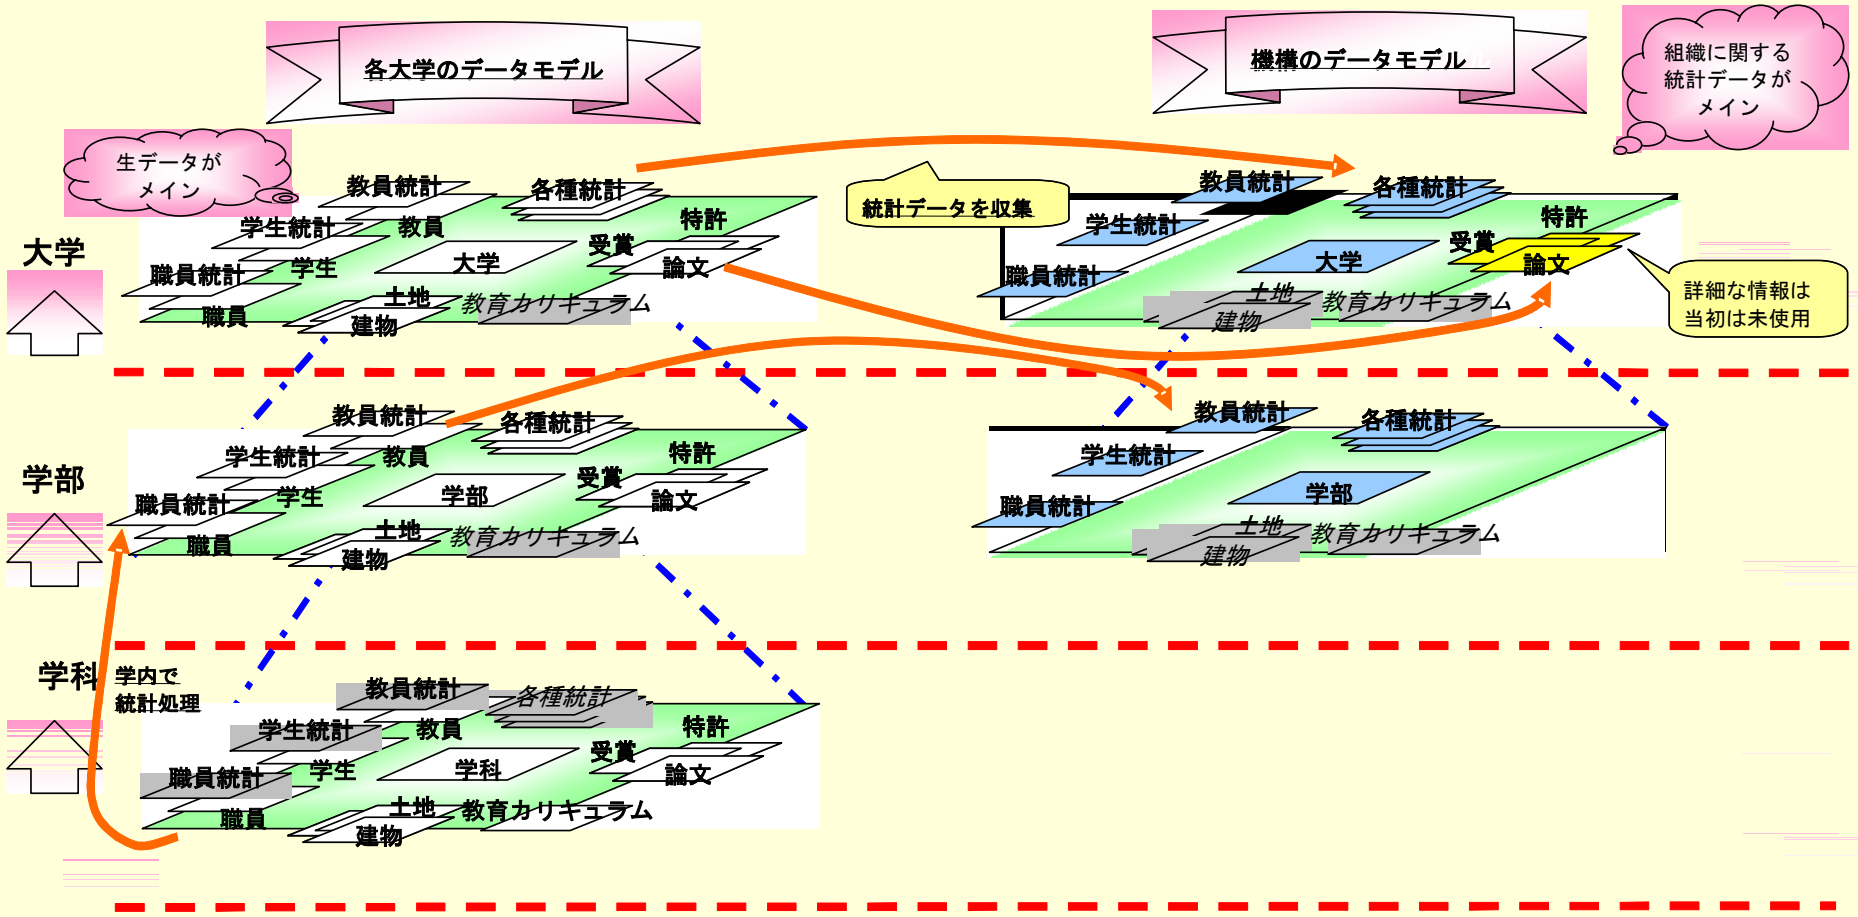 各大学のデータモデル
機構のデータモデル
組織に関する
統計データが
メイン
生データが
メイン
大学
教員統計
各種統計
学生統計
教員
特許
職員統計
学生
大学
受賞
論文
職員
土地
建物
教育カリキュラム
統計データを収集
教員統計
各種統計
学生統計
特許
職員統計
大学
受賞
論文
土地
建物
教育カリキュラム
詳細な情報は
当初は未使用
学部
教員統計
各種統計
学生統計
教員
特許
職員統計
学生
学部
受賞
論文
職員
土地
建物
教育カリキュラム
教員統計
各種統計
学生統計
職員統計
学部
土地
建物
教育カリキュラム
学科
学内で
統計処理
教員統計
各種統計
学生統計
教員
特許
職員統計
学生
学科
受賞
論文
職員
土地
建物
教育カリキュラム